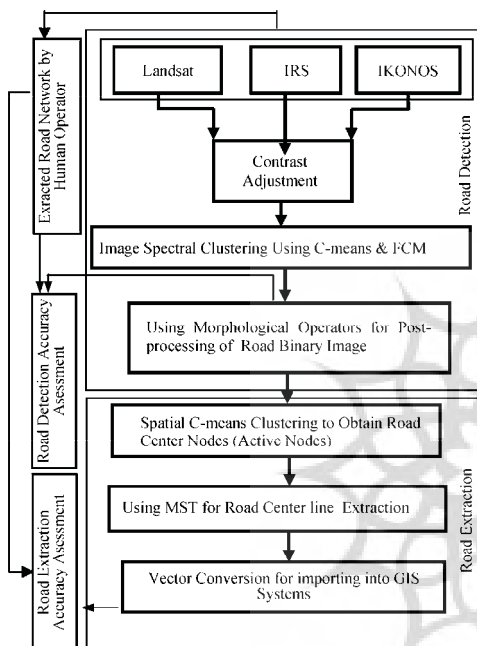 Landsat
IRS
IKONOS
Contrast
Adjustment
Image Spectral Clustering Using C-means & FCM
Using Morphological Operators for Post-
processing of Road Binary Image
Road Detection
Spatial C-means Clustering to Obtain Road
Center Nodes (Active Nodes)
Using MST for Road Center line Extraction
Vector Conversion for importing into GIS
Systems
Road Extraction
Exracted Road Network by
Human Operator
Road Detection Accuracy
Asessment
Road Extraction
Accuracy Asessment